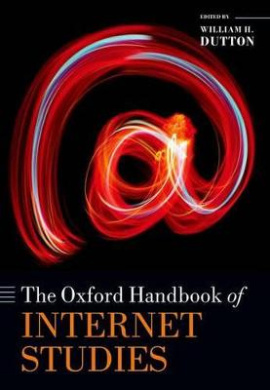 EDITED BY
WILLIAM H.
DUTTON
@
The Oxford Handbook of
INTERNET
STUDIES